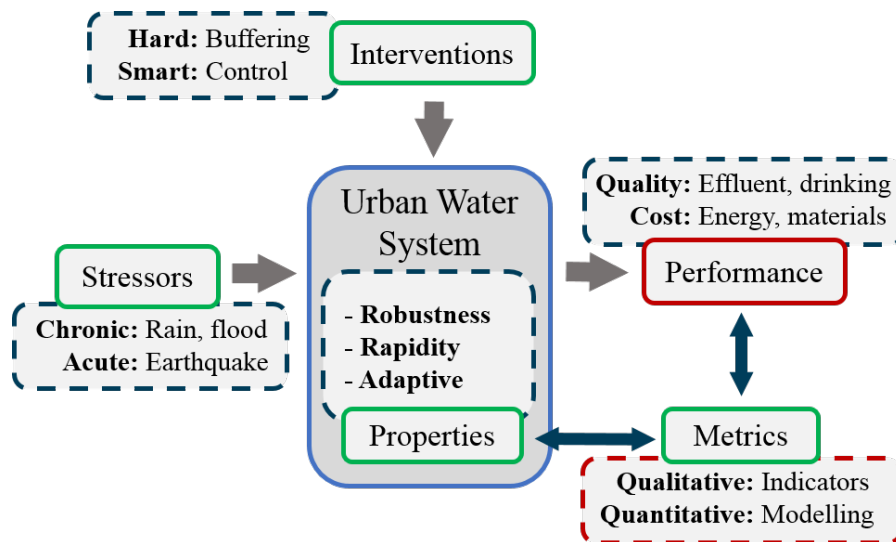 Hard: Buffering
Smart: Control
Interventions
Urban Water
System
Quality: Effluent, drinking
Cost: Energy, materials
Performance
Stressors
Chronic: Rain, flood
Acute: Earthquake
- Robustness
- Rapidity
- Adaptive
Properties
Metrics
Qualitative: Indicators
Quantitative: Modelling